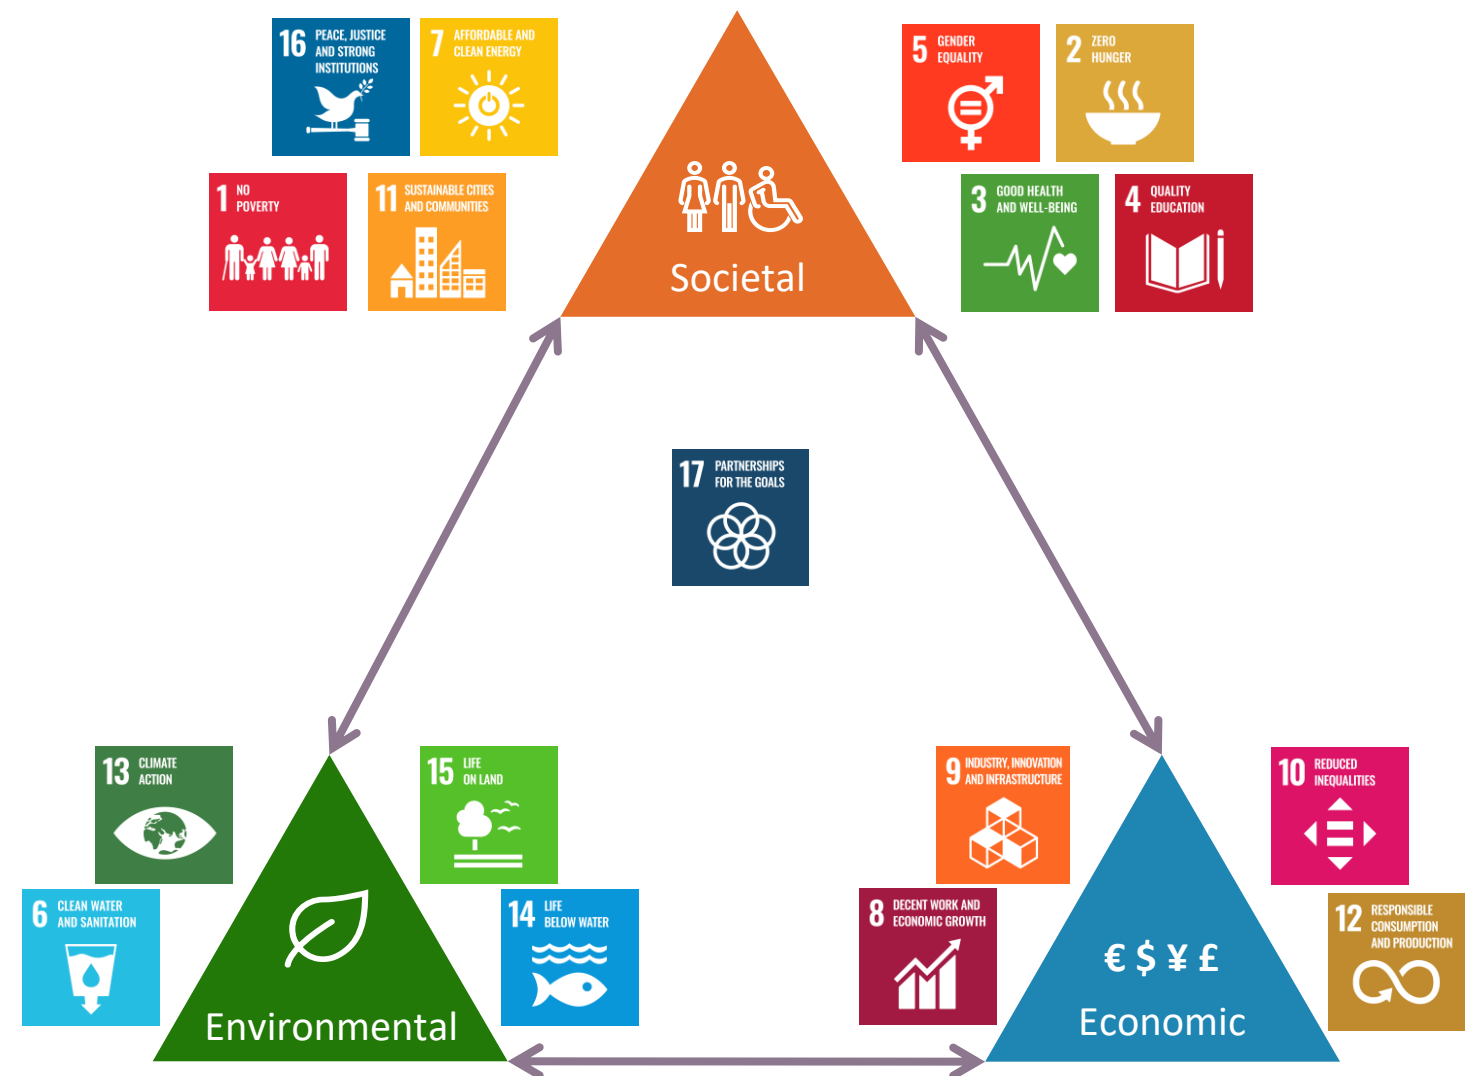 16 PEACE, JUSTICE
AND STRONG
INSTITUTIONS
7 AFFORDABLE AND
CLEAN ENERGY
5 GENDER
EQUALITY
2 ZERO
HUNGER
1 NO
POVERTY
11 SUSTAINABLE CITIES
AND COMMUNITIES
3 GOOD HEALTH
AND WELL-BEING
4 QUALITY
EDUCATION
Societal
17 PARTNERSHIPS
FOR THE GOALS
13 CLIMATE
ACTION
15 LIFE
ON LAND
9 INDUSTRY, INNOVATION
AND INFRASTRUCTURE
10 REDUCED
INEQUALITIES
6 CLEAN WATER
AND SANITATION
14 LIFE
BELOW WATER
8 DECENT WORK AND
ECONOMIC GROWTH
12 RESPONSIBLE
CONSUMPTION
AND PRODUCTION
€ $ ¥ £
Environmental
Economic